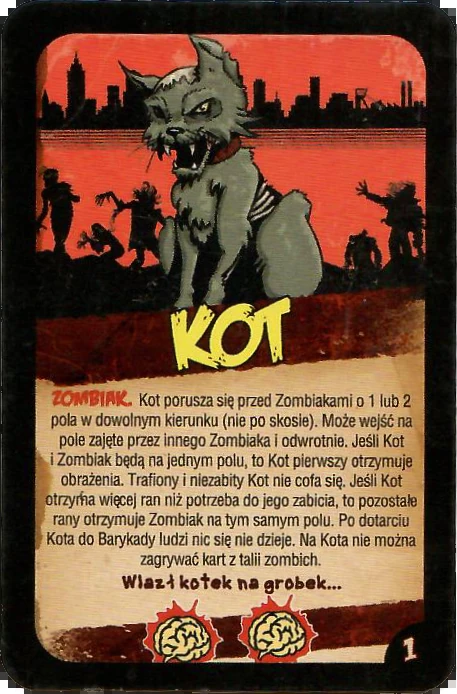 KOT
ZOMBIAK. Kot porusza się przed Zombiakami o 1 lub 2
pola w dowolnym kierunku (nie po skosie). Może wejść na
pole zajęte przez innego Zombiaka i odwrotnie. Jeśli Kot
i Zombiak będą na jednym polu, to Kot pierwszy otrzymuje
obrażenia. Trafiony i niezabity Kot nie cofa się. Jeśli Kot
otrzyma więcej ran niż potrzeba do jego zabicia, to pozostałe
rany otrzymuje Zombiak na tym samym polu. Po dotarciu
Kota do Barykady ludzi nic się nie dzieje. Na Kota nie można
zagrywać kart z talii zombich.
Wlazł kotek na grobek...
1